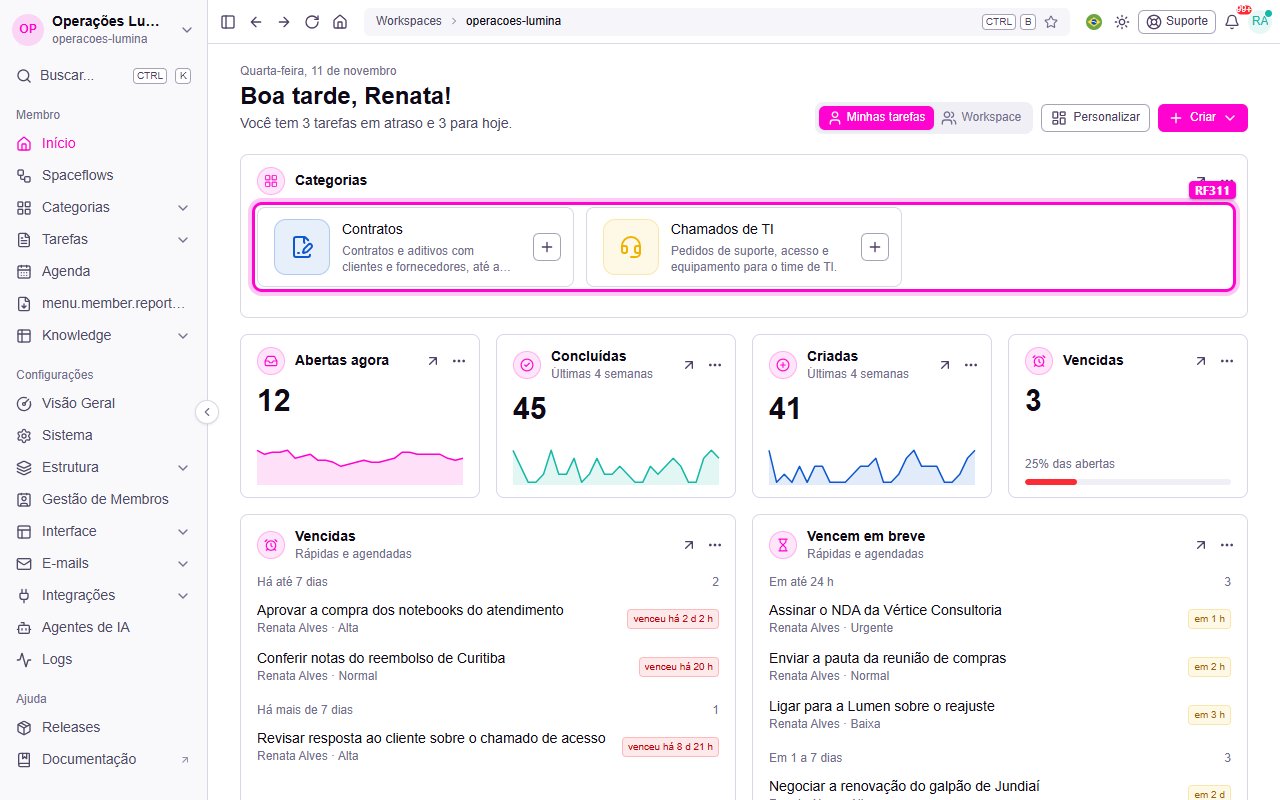 OP
Operações Lu...
operacoes-lumina
Buscar...
CTRL K
Membro
Início
Spaceflows
Categorias
Tarefas
Agenda
menu.member.report...
Knowledge
Configurações
Visão Geral
Sistema
Estrutura
Gestão de Membros
Interface
E-mails
Integrações
Agentes de IA
Logs
Ajuda
Releases
Documentação
Workspaces > operacoes-lumina
CTRL B
Suporte
99+
RA
Quarta-feira, 11 de novembro
Boa tarde, Renata!
Você tem 3 tarefas em atraso e 3 para hoje.
Minhas tarefas
Workspace
Personalizar
Criar
Categorias
RF311
Contratos
Contratos e aditivos com
clientes e fornecedores, até a...
Chamados de TI
Pedidos de suporte, acesso e
equipamento para o time de TI.
Abertas agora
12
Concluídas
Últimas 4 semanas
45
Criadas
Últimas 4 semanas
41
Vencidas
3
25% das abertas
Vencidas
Rápidas e agendadas
Há até 7 dias 2
Aprovar a compra dos notebooks do atendimento
Renata Alves · Alta
venceu há 2 d 2 h
Conferir notas do reembolso de Curitiba
Renata Alves · Normal
venceu há 20 h
Há mais de 7 dias 1
Revisar resposta ao cliente sobre o chamado de acesso
Renata Alves · Alta
venceu há 8 d 21 h
Vencem em breve
Rápidas e agendadas
Em até 24 h 3
Assinar o NDA da Vértice Consultoria
Renata Alves · Urgente
em 1 h
Enviar a pauta da reunião de compras
Renata Alves · Normal
em 2 h
Ligar para a Lumen sobre o reajuste
Renata Alves · Baixa
em 3 h
Em 1 a 7 dias 3
Negociar a renovação do galpão de Jundiaí
em 2 d